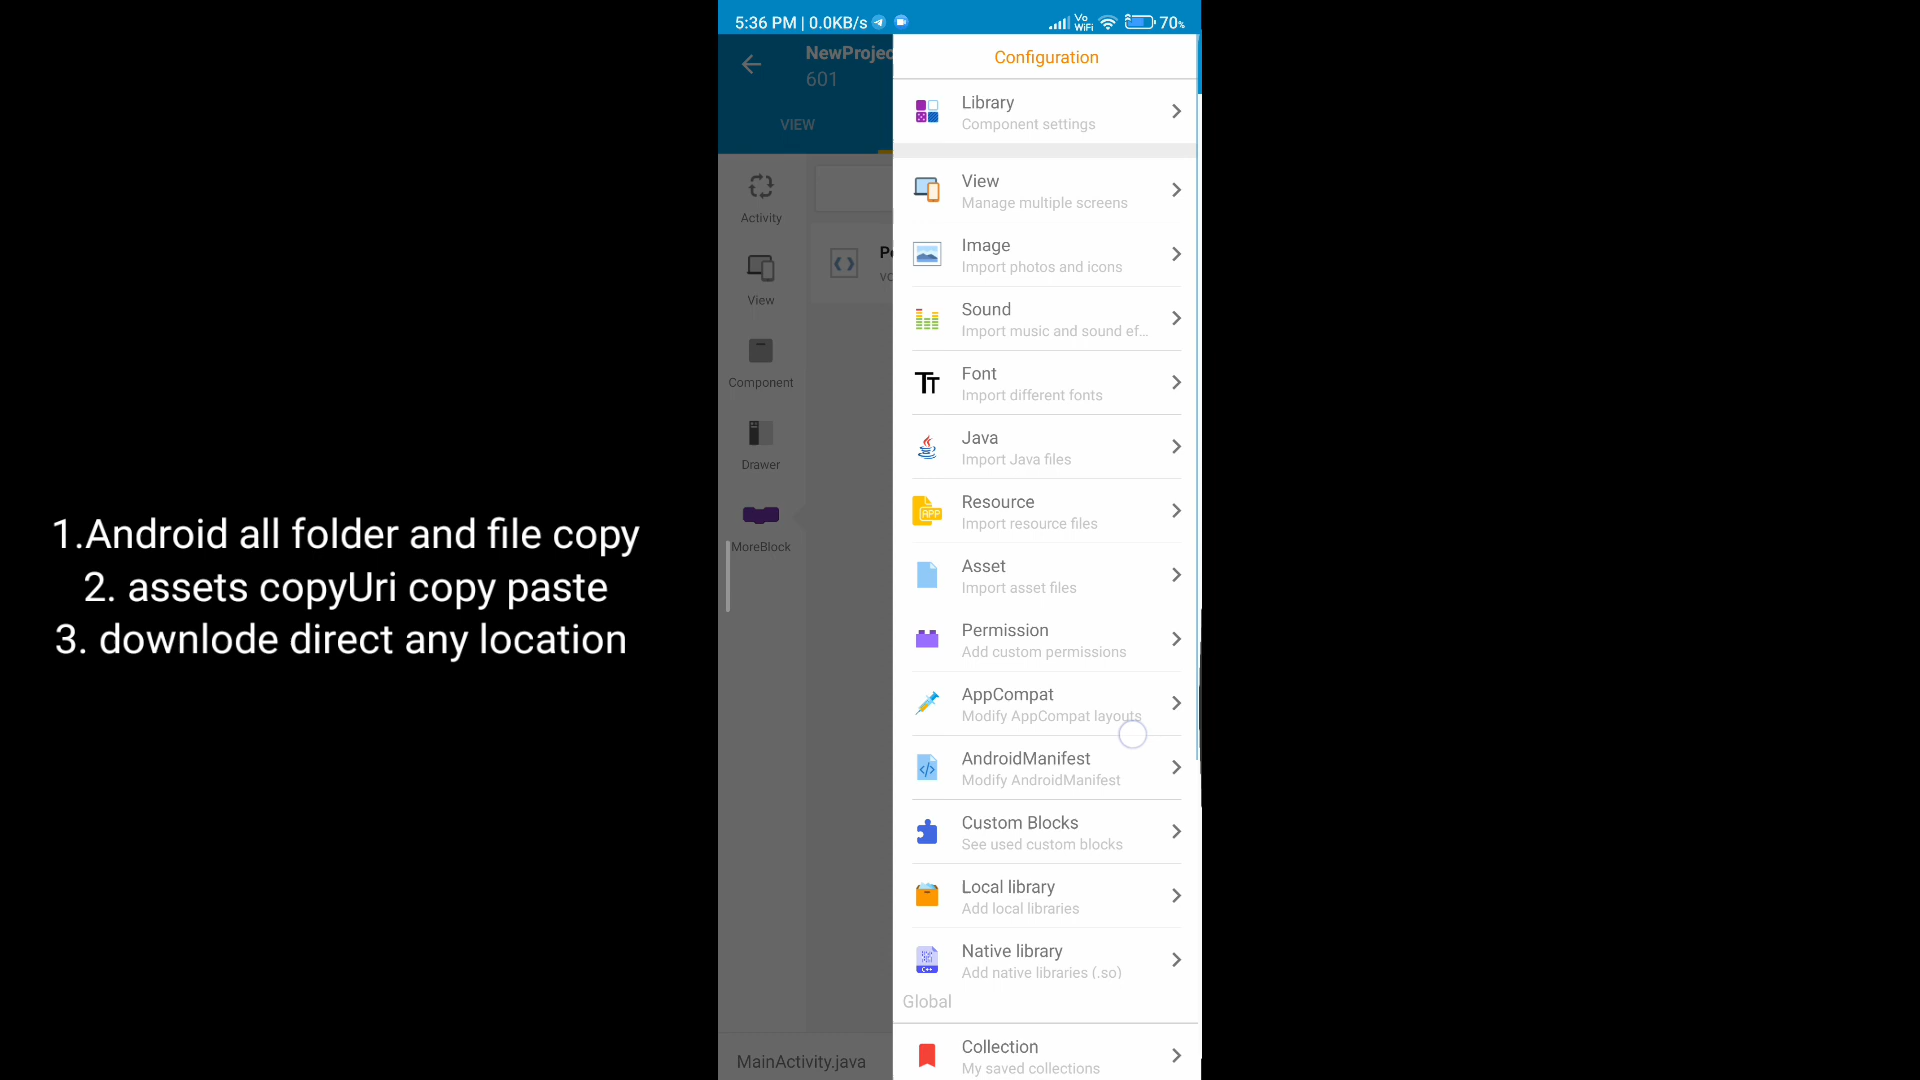 1.Android all folder and file copy
2. assets copyUri copy paste
3. downlode direct any location
5:36 PM | 0.0KB/s
Vo
WiFi
70%
NewProjec
601
VIEW
Activity
View
Component
Drawer
MoreBlock
MainActivity.java
Configuration
Library
Component settings
View
Manage multiple screens
Image
Import photos and icons
Sound
Import music and sound ef...
Font
Import different fonts
Java
Import Java files
Resource
Import resource files
Asset
Import asset files
Permission
Add custom permissions
AppCompat
Modify AppCompat layouts
AndroidManifest
Modify AndroidManifest
Custom Blocks
See used custom blocks
Local library
Add local libraries
Native library
Add native libraries (.so)
Global
Collection
My saved collections